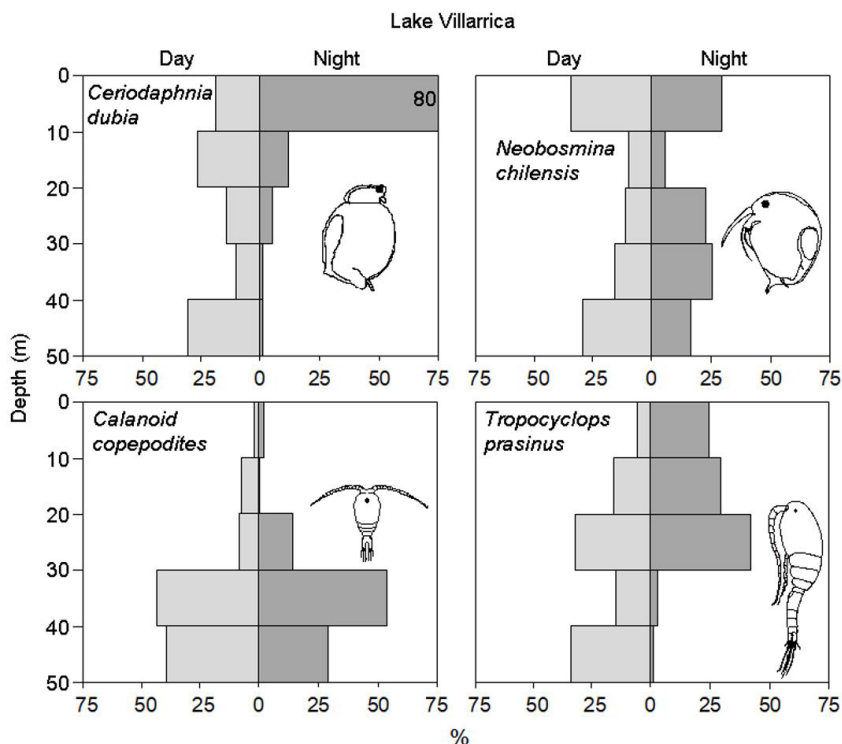 Lake Villarrica
Day Night Day Night
0
Ceriodaphnia
dubia
80
10
20
30
40
50
75 50 25 0 25 50 75
Neobosmina
chilensis
75 50 25 0 25 50 75
Depth (m)
0
Calanoid
copepodites
10
20
30
40
50
75 50 25 0 25 50 75
Tropocyclops
prasinus
75 50 25 0 25 50 75
%